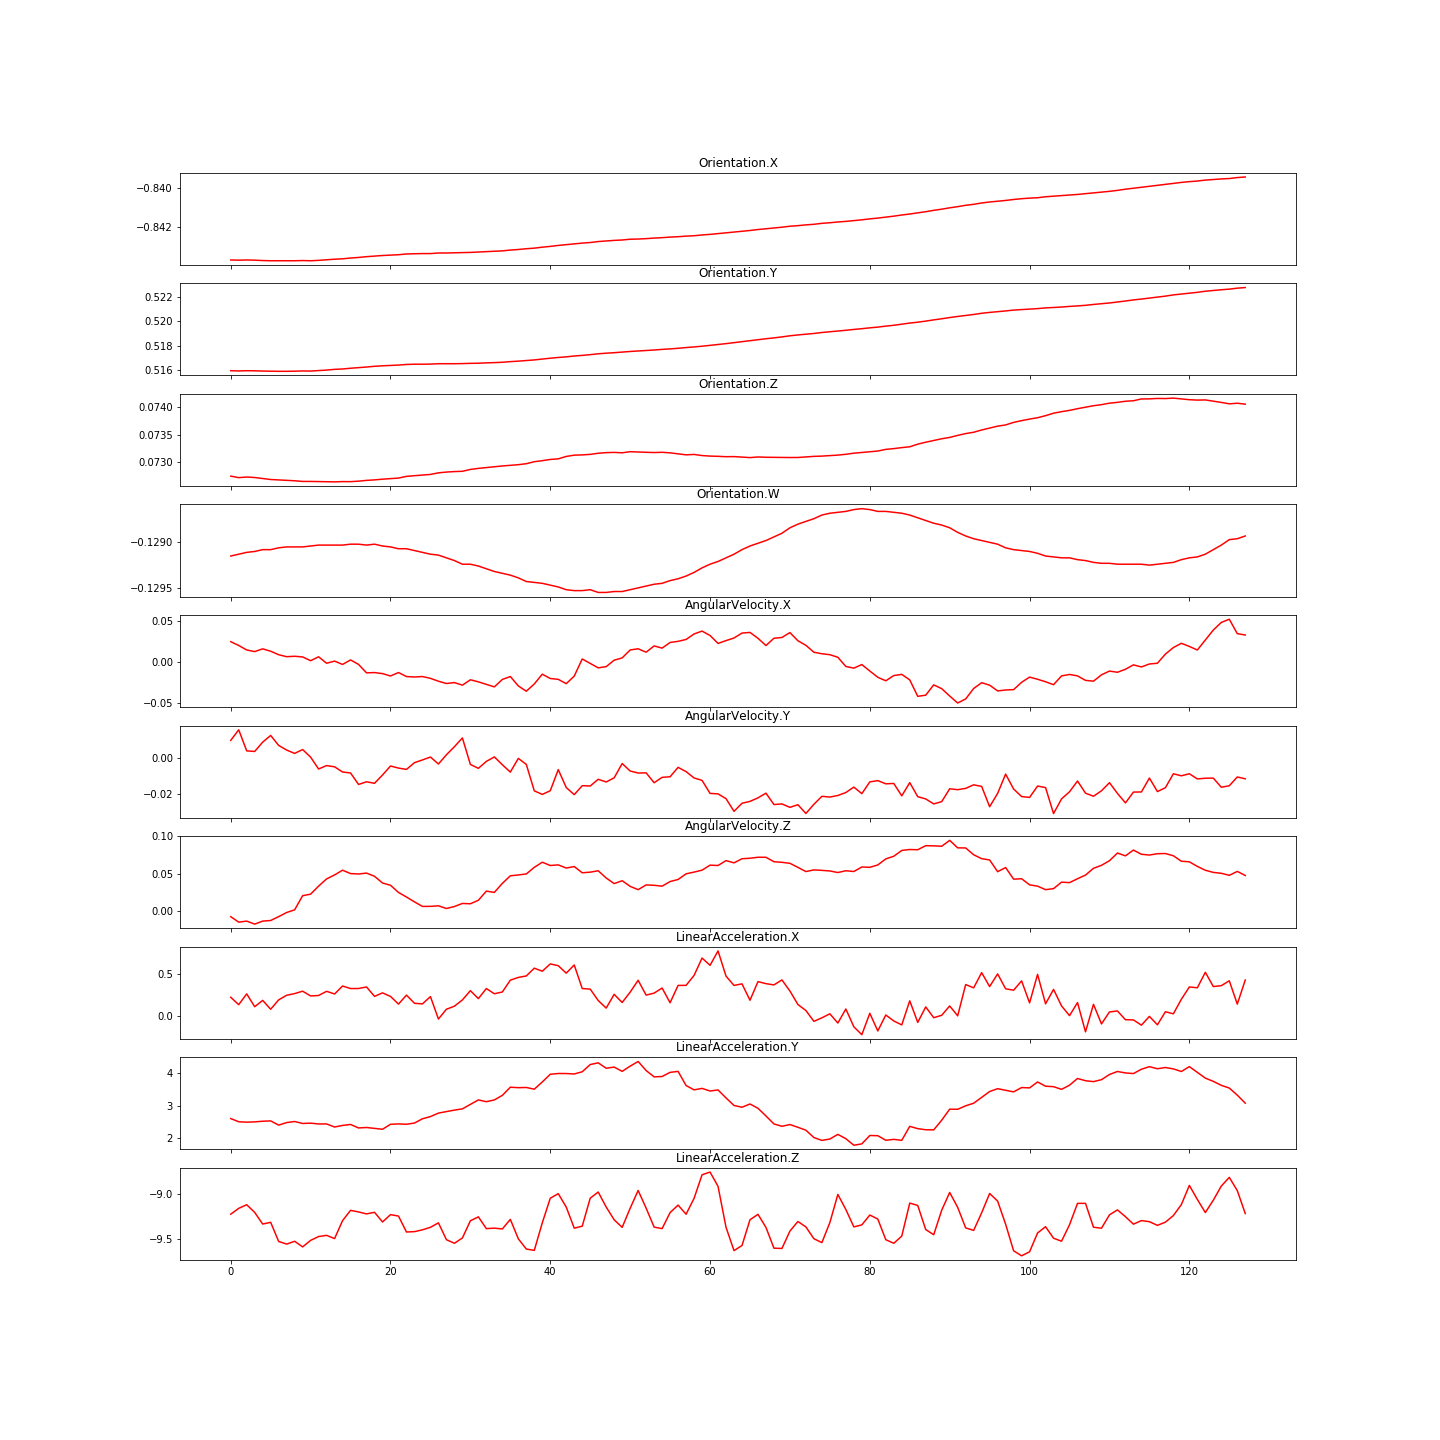 Orientation.X
−0.840
−0.842
Orientation.Y
0.522
0.520
0.518
0.516
Orientation.Z
0.0740
0.0735
0.0730
Orientation.W
−0.1290
−0.1295
AngularVelocity.X
0.05
0.00
−0.05
AngularVelocity.Y
0.00
−0.02
AngularVelocity.Z
0.10
0.05
0.00
LinearAcceleration.X
0.5
0.0
LinearAcceleration.Y
4
3
2
LinearAcceleration.Z
−9.0
−9.5
0 20 40 60 80 100 120